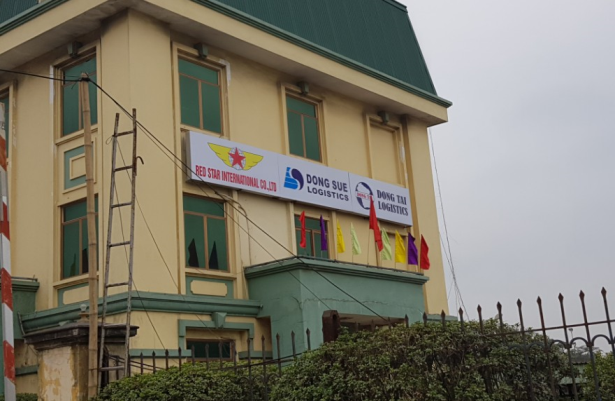 RED STAR INTERNATIONAL CO.,LTD
DONG SUE
LOGISTICS
DONG TAI
LOGISTICS